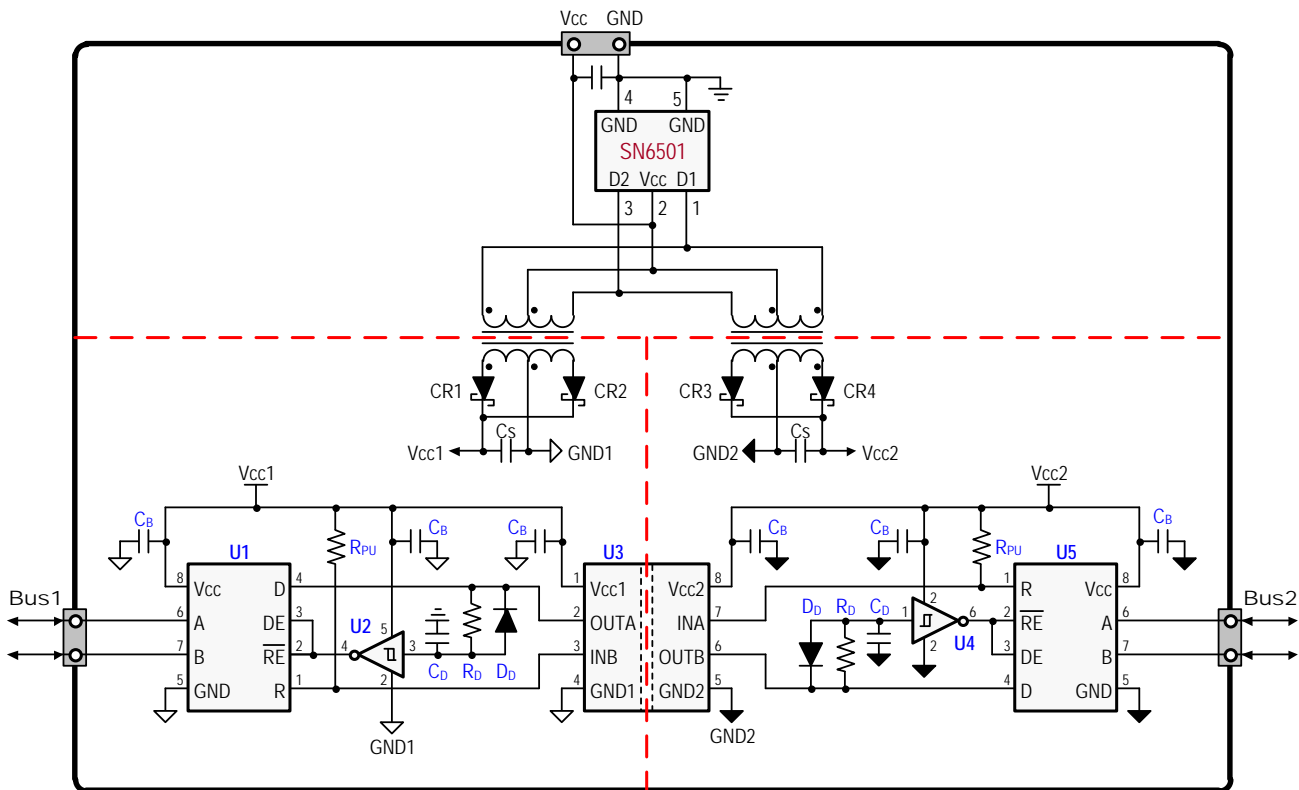 Vcc GND
4 5
GND GND
SN6501
D2 Vcc D1
3 2 1
CR1 CR2 CR3 CR4
Cs Cs
Vcc1 GND1 GND2 Vcc2
Vcc1 Vcc2
CB CB CB CB CB CB
RPU RPU
U1 U3 U5
8 Vcc D 4
1 Vcc1 Vcc2 8
1 R Vcc 8
Bus1 Bus2
6 A DE 3
2 OUTA INA 7
DD RD CD 1 2 6
2 RE A 6
U2 5
U4
7 B RE 2 4 3
3 INB OUTB 6
2
3 DE B 7
CD RD DD
5 GND R 1
2
4 GND1 GND2 5
4 D GND 5
GND1 GND2